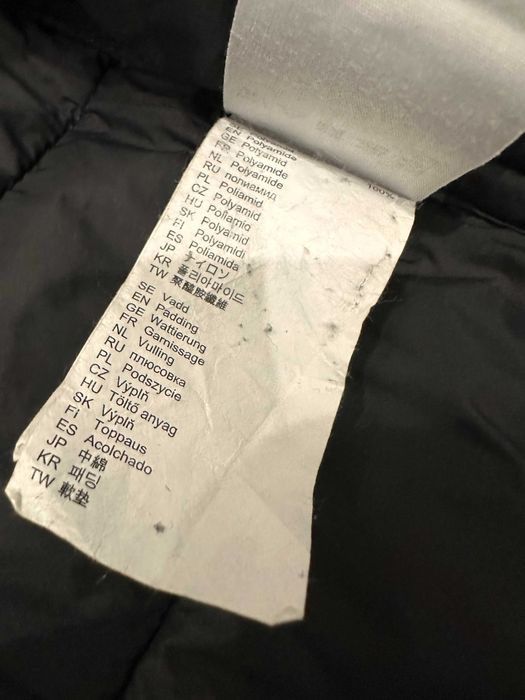 EN Polyamide
GE Polyamid
FR Polyamide
NL Polyamide
RU полиамид
PL Poliamid
CZ Polyamid
HU Poliamid
SK Polyamid
FI Polyamidi
ES Poliamida
JP ナイロン
KR 폴리아마이드
TW 聚醯胺纖維
100%
SE Vadd
EN Padding
GE Wattierung
FR Garnissage
NL Vulling
RU плюсовка
PL Podszycie
CZ Výplň
HU Töltő anyag
SK Výplň
FI Toppaus
ES Acolchado
JP 中綿
KR 패딩
TW 軟墊